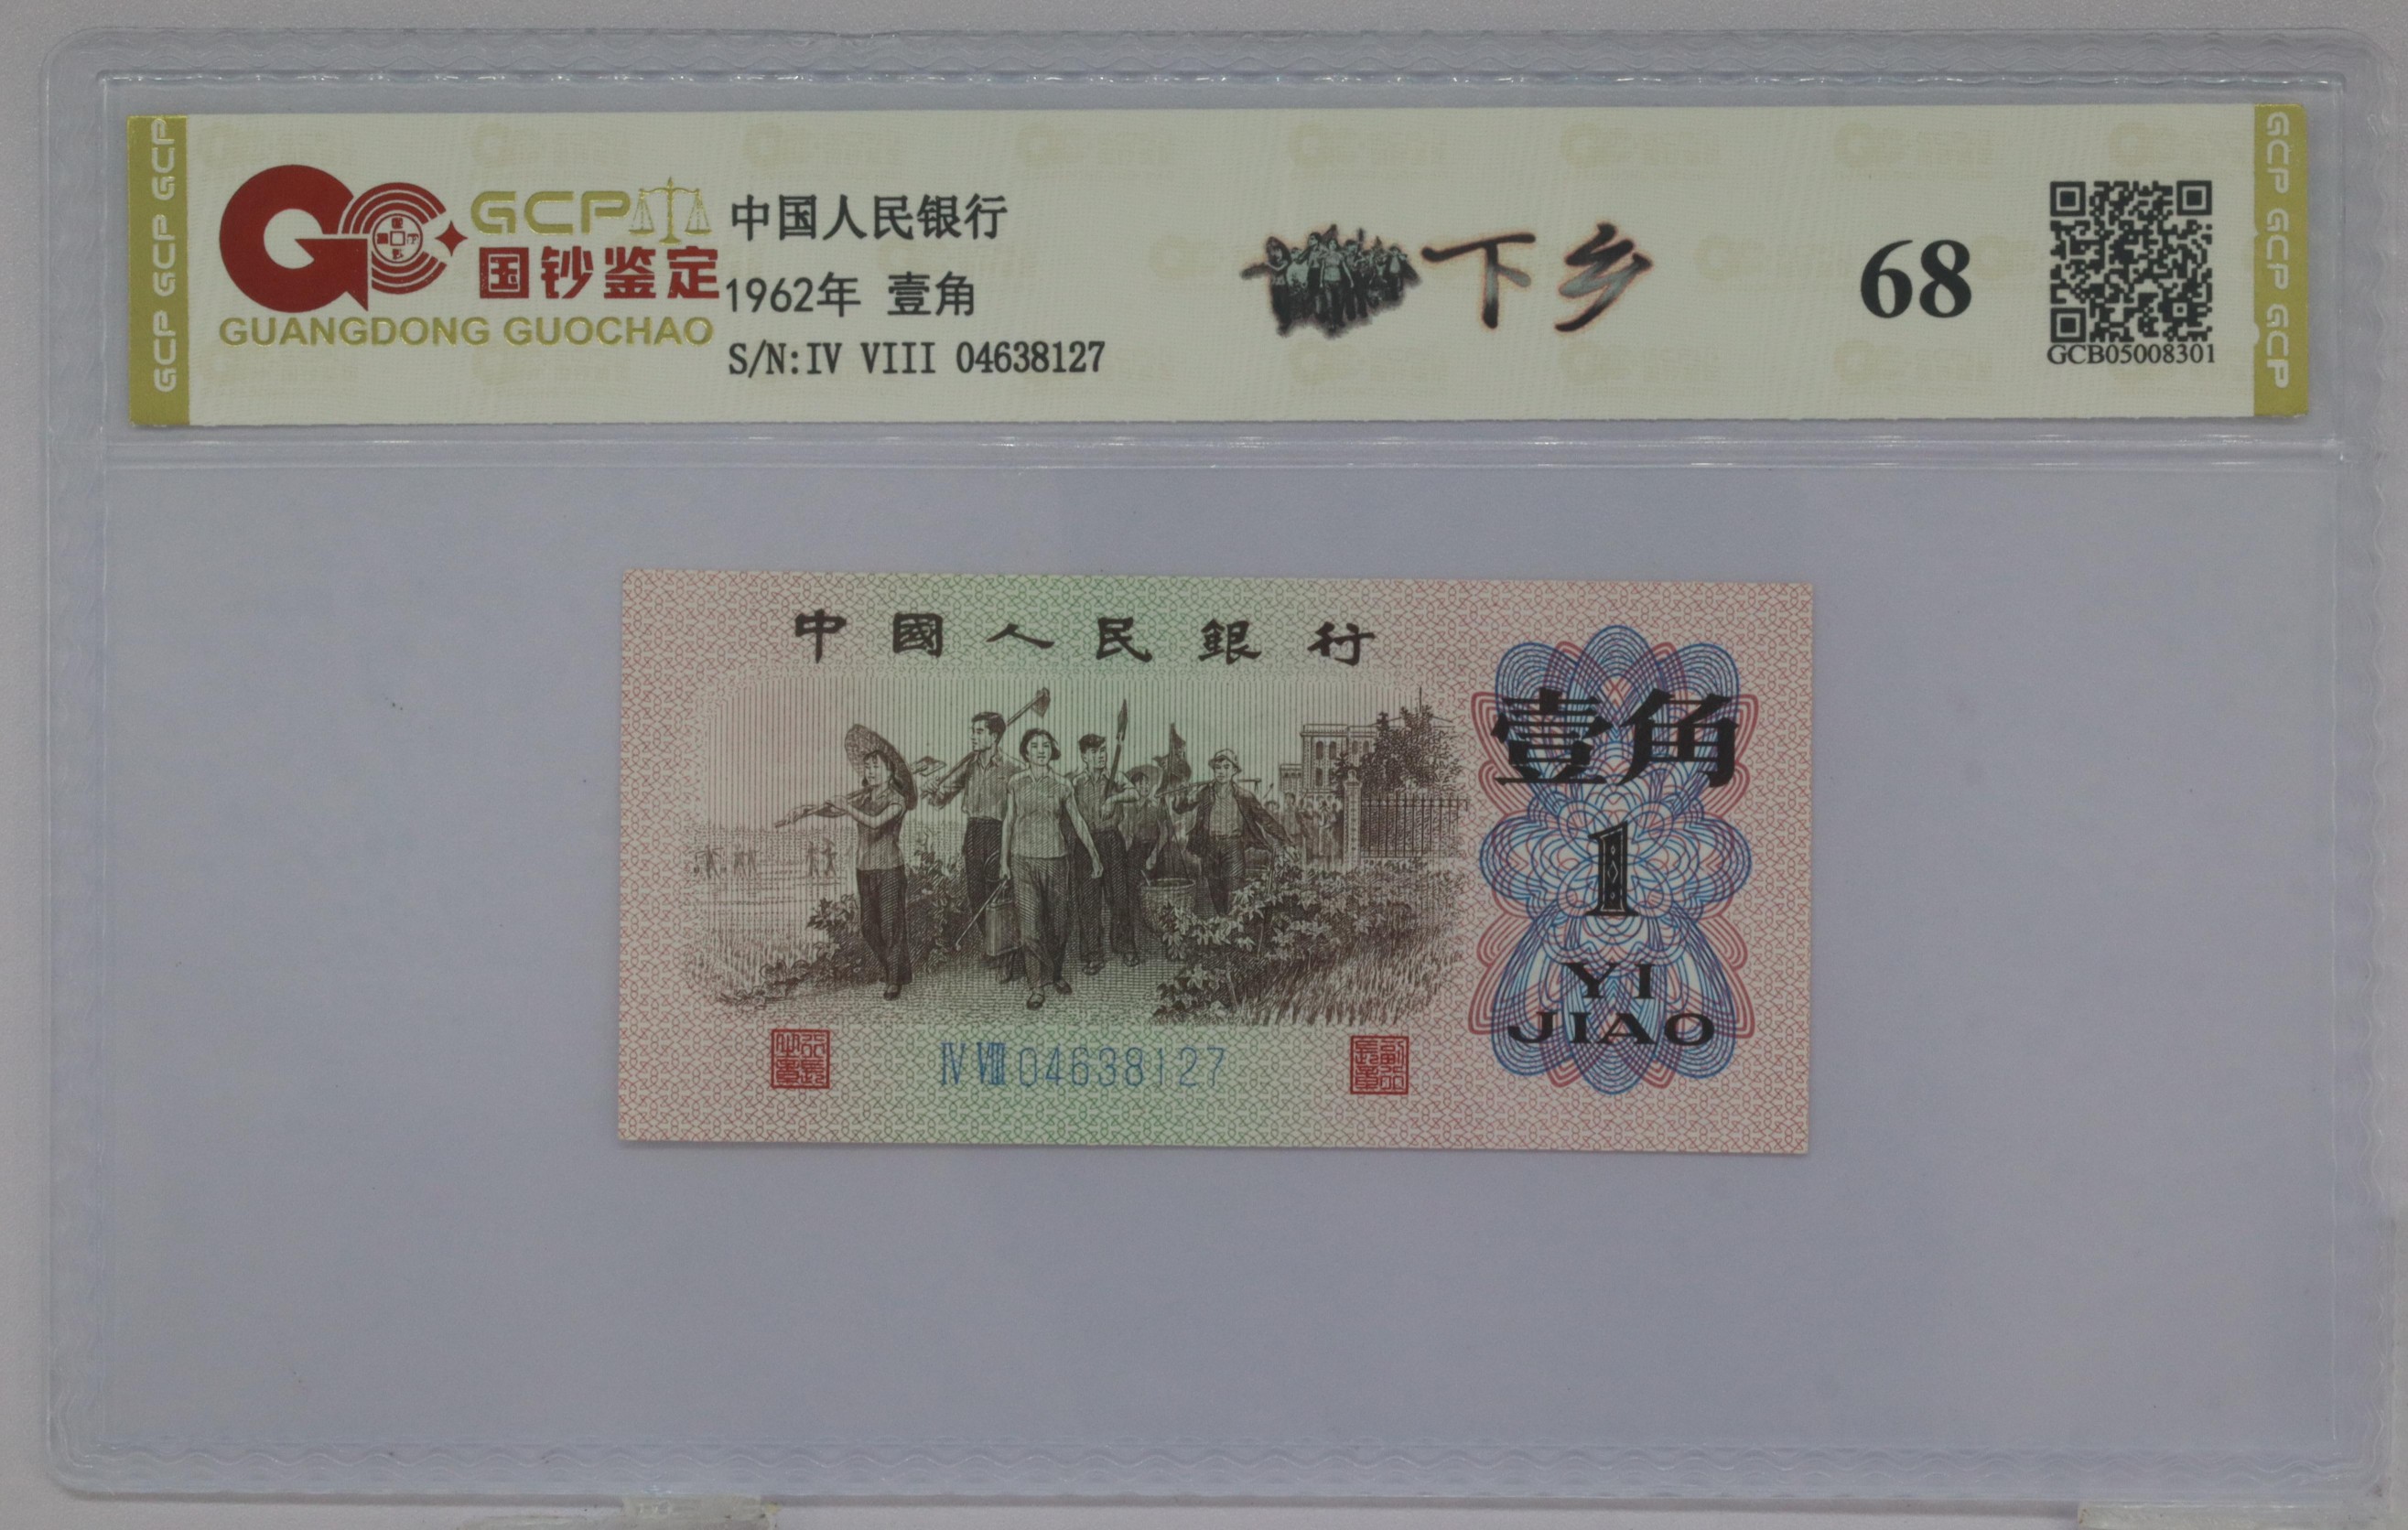 GCP GCP GCP
GCP
国钞鉴定
GUANGDONG GUOCHAO
中国人民银行
1962年 壹角
S/N:IV VIII 04638127
下乡
68
GCB05008301
GCP GCP GCP
中國人民銀行
壹角
1
YI
JIAO
IV VIII 04638127